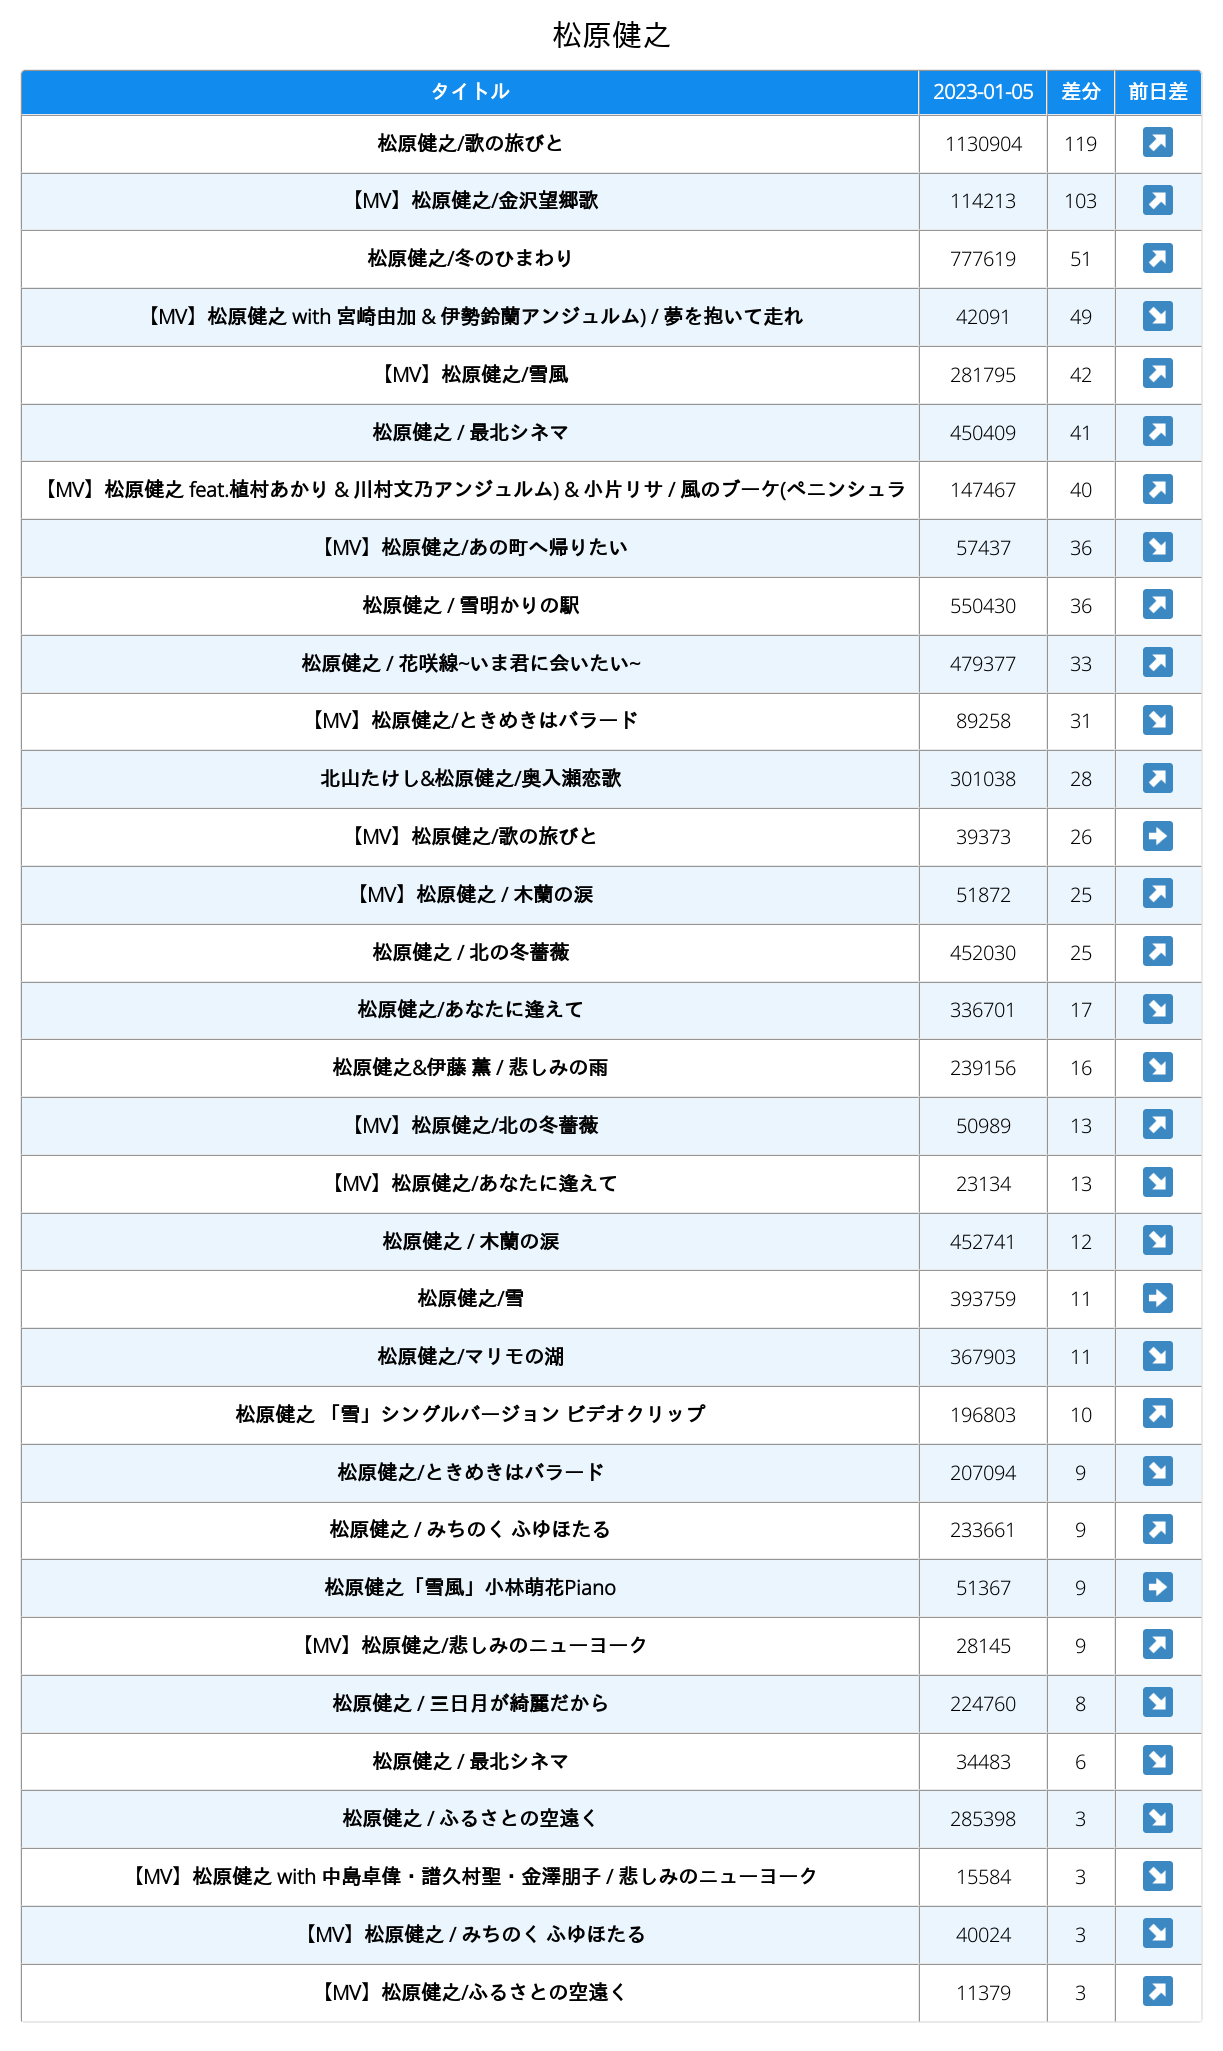 松原健之
タイトル 2023-01-05 差分 前日差
松原健之/歌の旅びと 1130904 119 ↗
【MV】松原健之/金沢望郷歌 114213 103 ↗
松原健之/冬のひまわり 777619 51 ↗
【MV】松原健之 with 宮崎由加 & 伊勢鈴蘭アンジュルム) / 夢を抱いて走れ 42091 49 ↘
【MV】松原健之/雪風 281795 42 ↗
松原健之 / 最北シネマ 450409 41 ↗
【MV】松原健之 feat.植村あかり & 川村文乃アンジュルム) & 小片リサ / 風のブーケ(ペニンシュラ 147467 40 ↗
【MV】松原健之/あの町へ帰りたい 57437 36 ↘
松原健之 / 雪明かりの駅 550430 36 ↗
松原健之 / 花咲線~いま君に会いたい~ 479377 33 ↗
【MV】松原健之/ときめきはバラード 89258 31 ↘
北山たけし&松原健之/奥入瀬恋歌 301038 28 ↗
【MV】松原健之/歌の旅びと 39373 26 ➡
【MV】松原健之 / 木蘭の涙 51872 25 ↗
松原健之 / 北の冬薔薇 452030 25 ↗
松原健之/あなたに逢えて 336701 17 ↘
松原健之&伊藤 薫 / 悲しみの雨 239156 16 ↘
【MV】松原健之/北の冬薔薇 50989 13 ↗
【MV】松原健之/あなたに逢えて 23134 13 ↘
松原健之 / 木蘭の涙 452741 12 ↘
松原健之/雪 393759 11 ➡
松原健之/マリモの湖 367903 11 ↘
松原健之 「雪」シングルバージョン ビデオクリップ 196803 10 ↗
松原健之/ときめきはバラード 207094 9 ↘
松原健之 / みちのく ふゆほたる 233661 9 ↗
松原健之「雪風」小林萌花Piano 51367 9 ➡
【MV】松原健之/悲しみのニューヨーク 28145 9 ↗
松原健之 / 三日月が綺麗だから 224760 8 ↘
松原健之 / 最北シネマ 34483 6 ↘
松原健之 / ふるさとの空遠く 285398 3 ↘
【MV】松原健之 with 中島卓偉・譜久村聖・金澤朋子 / 悲しみのニューヨーク 15584 3 ↘
【MV】松原健之 / みちのく ふゆほたる 40024 3 ↘
【MV】松原健之/ふるさとの空遠く 11379 3 ↗